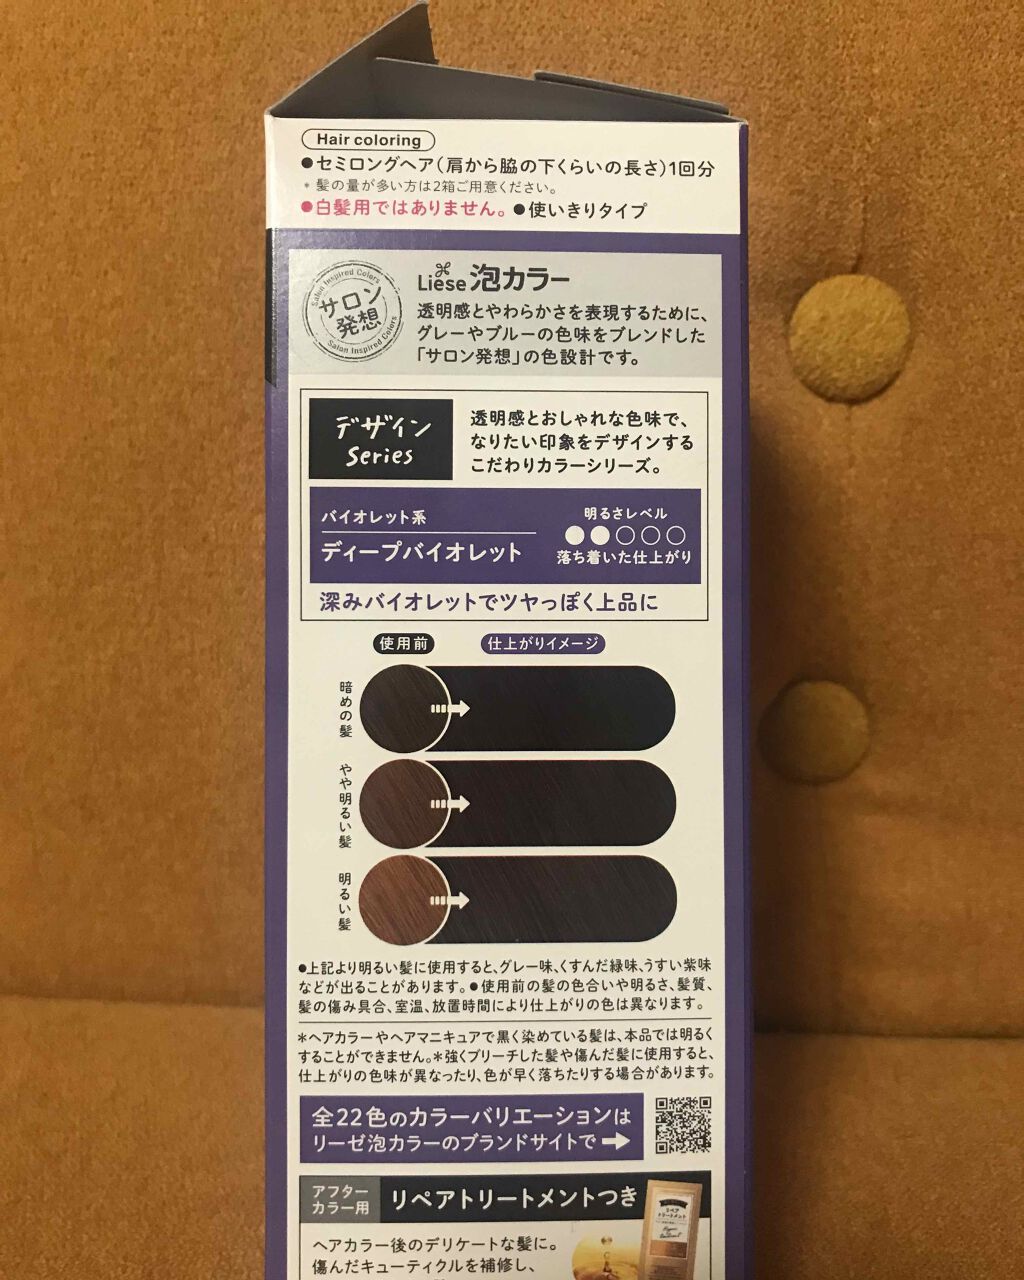 Hair coloring
●セミロングヘア(肩から脇の下くらいの長さ)1回分
* 髪の量が多い方は2箱ご用意ください。
●白髪用ではありません。●使いきりタイプ
Salon Inspired Colors
サロン
発想
Salon Inspired Colors
Liese 泡カラー
透明感とやわらかさを表現するために、
グレーやブルーの色味をブレンドした
「サロン発想」の色設計です。
デザイン
Series
透明感とおしゃれな色味で、
なりたい印象をデザインする
こだわりカラーシリーズ。
バイオレット系
ディープバイオレット
明るさレベル
落ち着いた仕上がり
深みバイオレットでツヤっぽく上品に
使用前 仕上がりイメージ
暗めの髪
やや明るい髪
明るい髪
●上記より明るい髪に使用すると、グレー味、くすんだ緑味、うすい紫味
などが出ることがあります。●使用前の髪の色合いや明るさ、髪質、
髪の傷み具合、室温、放置時間により仕上がりの色は異なります。
*ヘアカラーやヘアマニキュアで黒く染めている髪は、本品では明るく
することができません。*強くブリーチした髪や傷んだ髪に使用すると、
仕上がりの色味が異なったり、色が早く落ちたりする場合があります。
全22色のカラーバリエーションは
リーゼ泡カラーのブランドサイトで
アフター
カラー用
リペアトリートメントつき
リペア
トリートメント
ヘアカラー後のデリケートな髪に。
傷んだキューティクルを補修し、